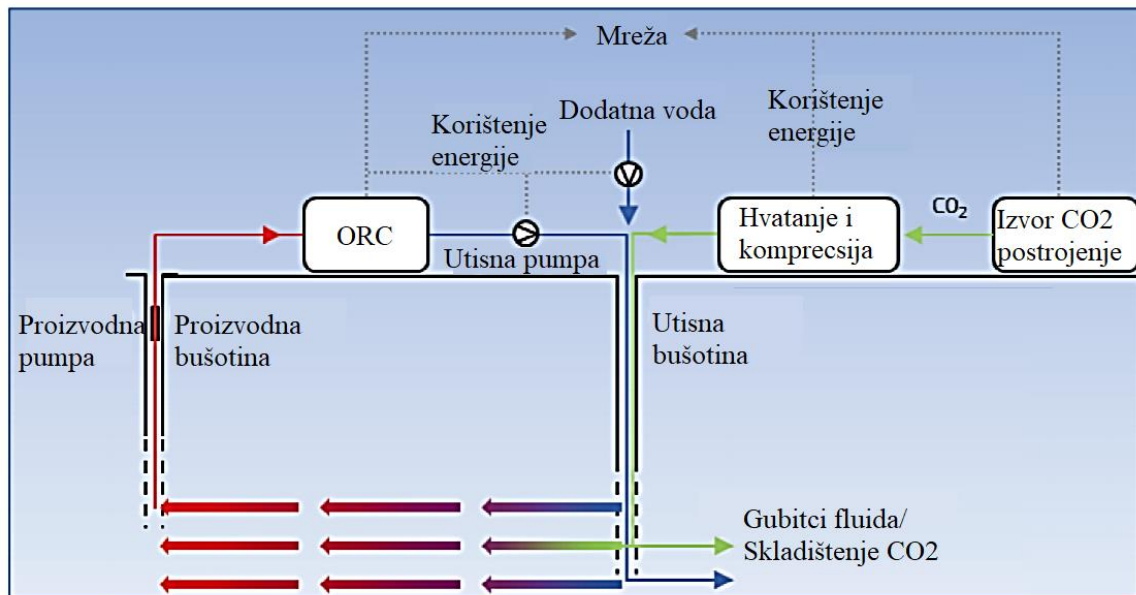 Mreža
Dodatna voda
Korištenje
energije
Korištenje
energije
ORC
Utisna pumpa
Hvatanje i
komprecsija
CO₂
Izvor CO2
postrojenje
Proizvodna
pumpa
Proizvodna
bušotina
Utisna
bušotina
Gubitci fluida/
Skladištenje CO2